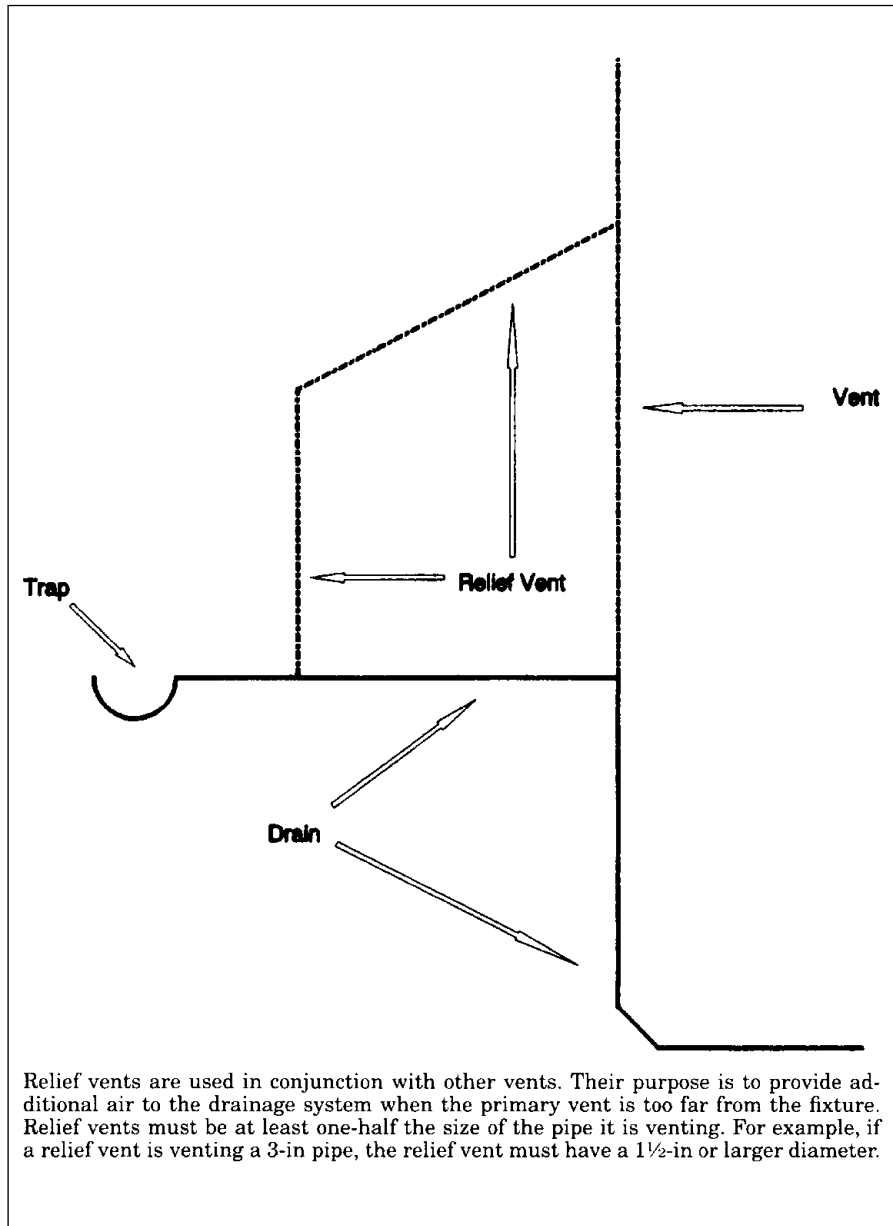 Vent
Relief Vent
Trap
Drain
Relief vents are used in conjunction with other vents. Their purpose is to provide ad-
ditional air to the drainage system when the primary vent is too far from the fixture.
Relief vents must be at least one-half the size of the pipe it is venting. For example, if
a relief vent is venting a 3-in pipe, the relief vent must have a 1½-in or larger diameter.